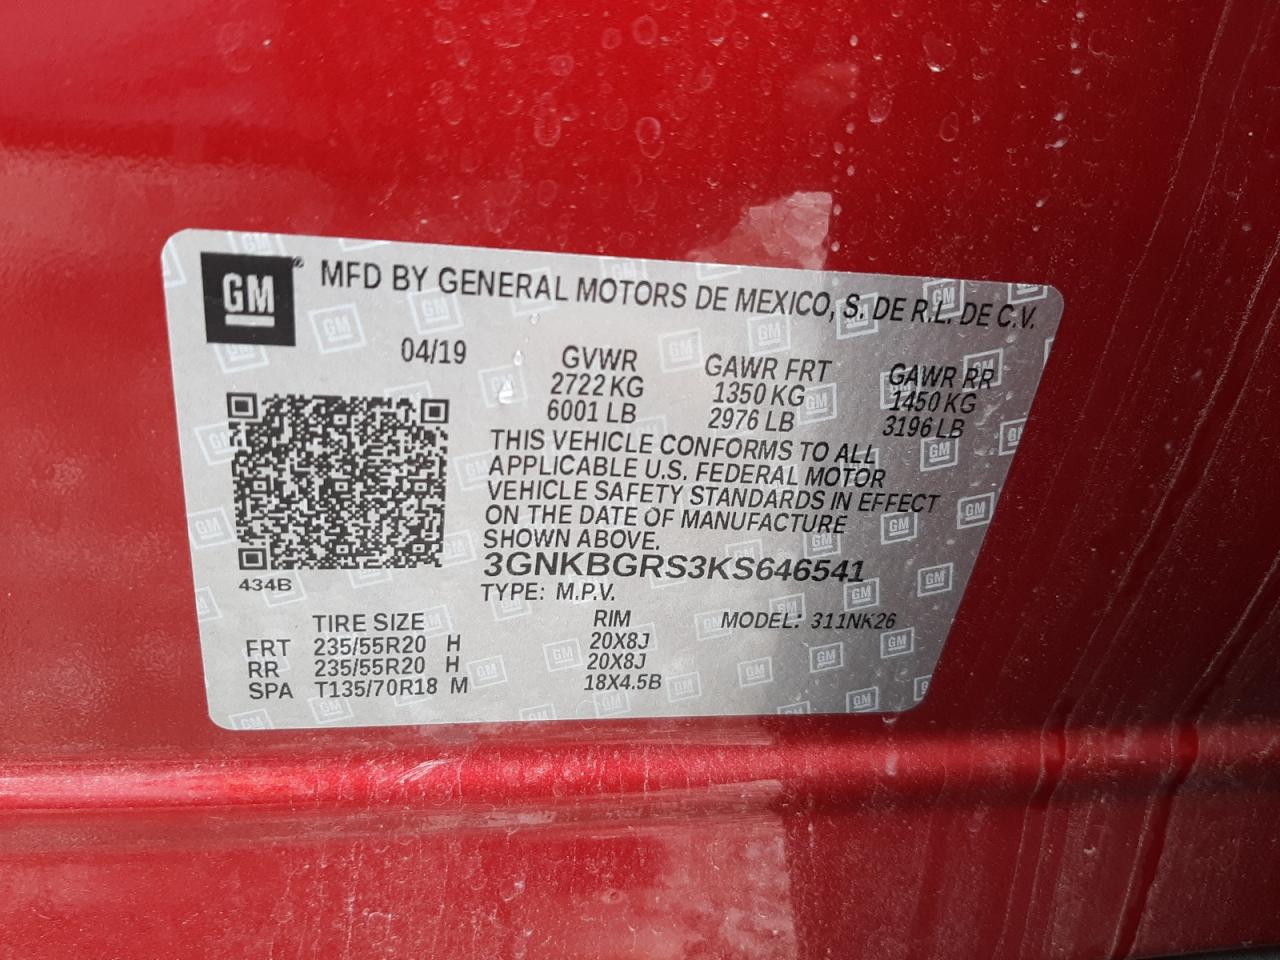 GM
MFD BY GENERAL MOTORS DE MEXICO, S. DE R.L. DE C.V.
04/19
GVWR GAWR FRT GAWR RR
2722 KG 1350 KG 1450 KG
6001 LB 2976 LB 3196 LB
THIS VEHICLE CONFORMS TO ALL
APPLICABLE U.S. FEDERAL MOTOR
VEHICLE SAFETY STANDARDS IN EFFECT
ON THE DATE OF MANUFACTURE
SHOWN ABOVE.
3GNKBGRS3KS646541
434B
TYPE: M.P.V.
TIRE SIZE RIM MODEL: 311NK26
FRT 235/55R20 H 20X8J
RR 235/55R20 H 20X8J
SPA T135/70R18 M 18X4.5B